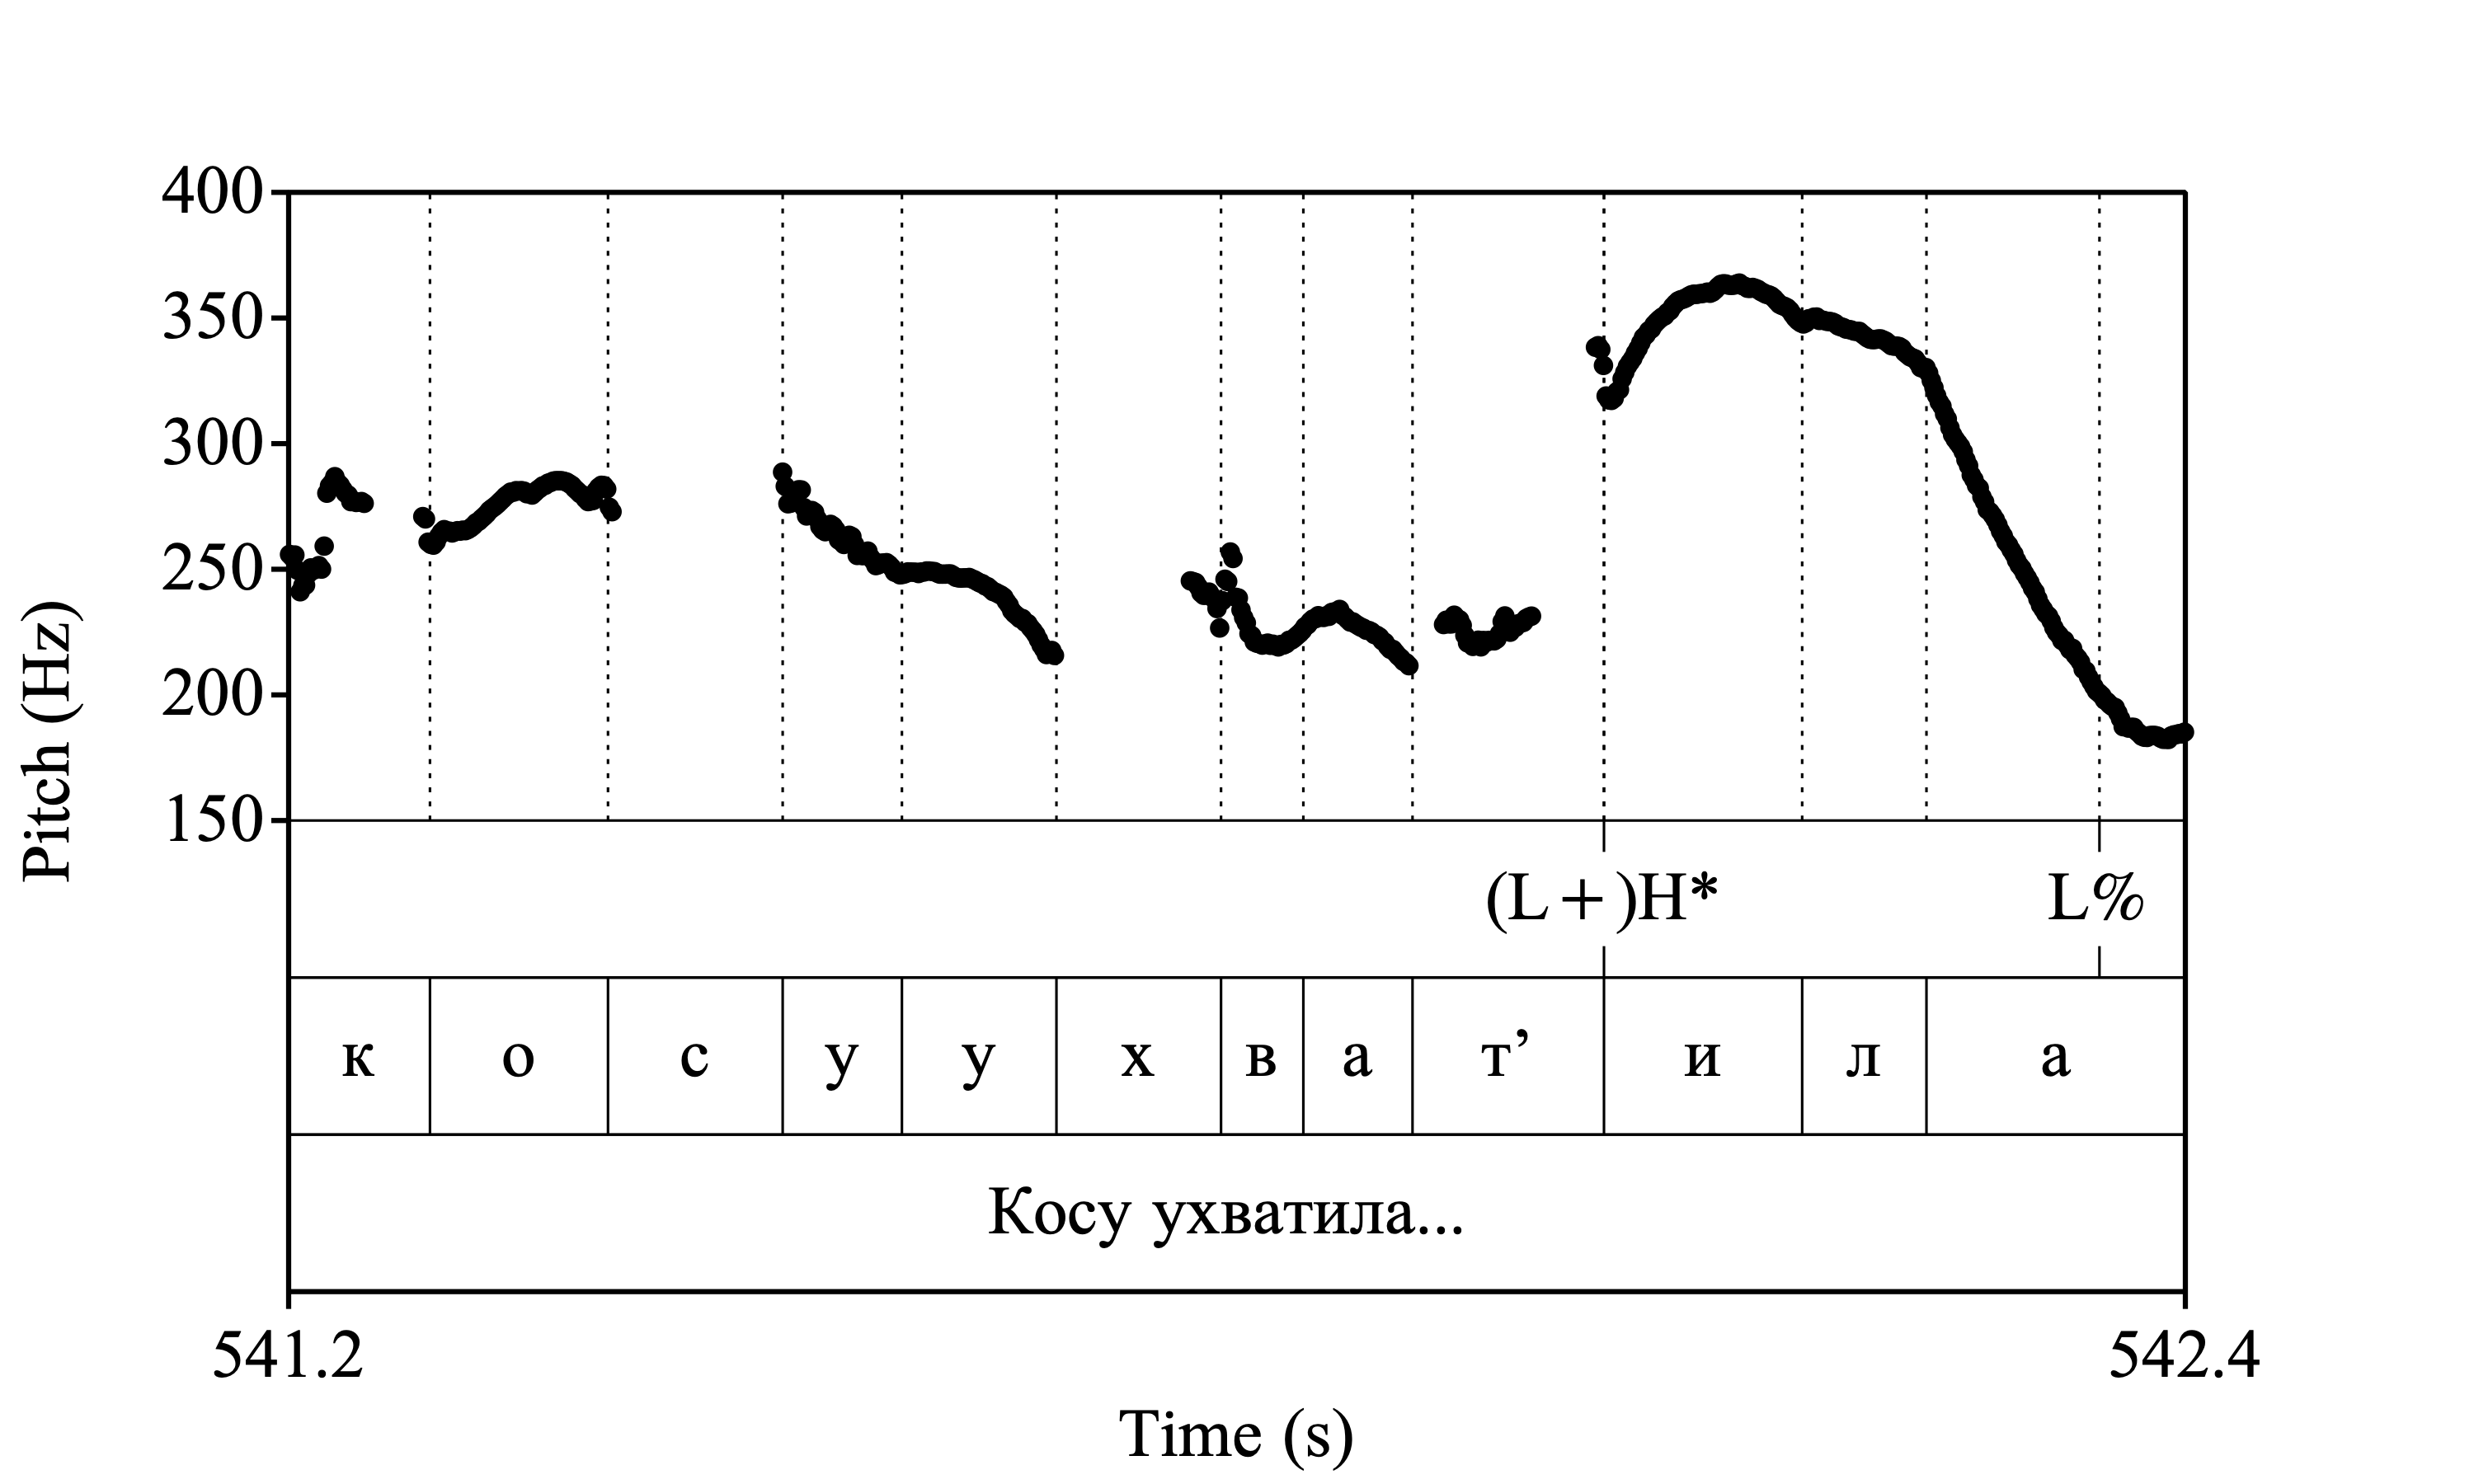 400
350
300
250
200
150
Pitch (Hz)
(L+)H* L%
к о с у у х в а т’ и л а
Косу ухватила...
541.2 542.4
Time (s)